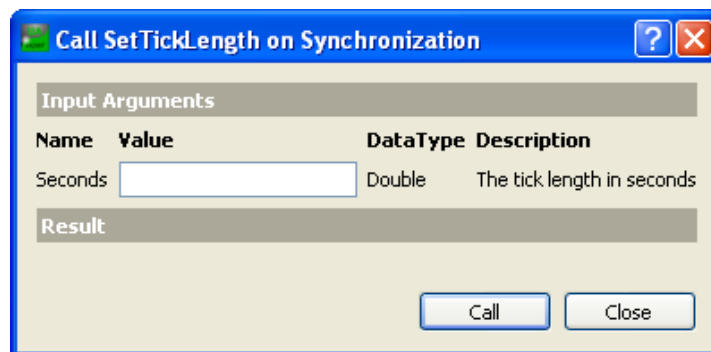 Call SetTickLength on Synchronization
Input Arguments
Name Value DataType Description
Seconds Double The tick length in seconds
Result
Call Close